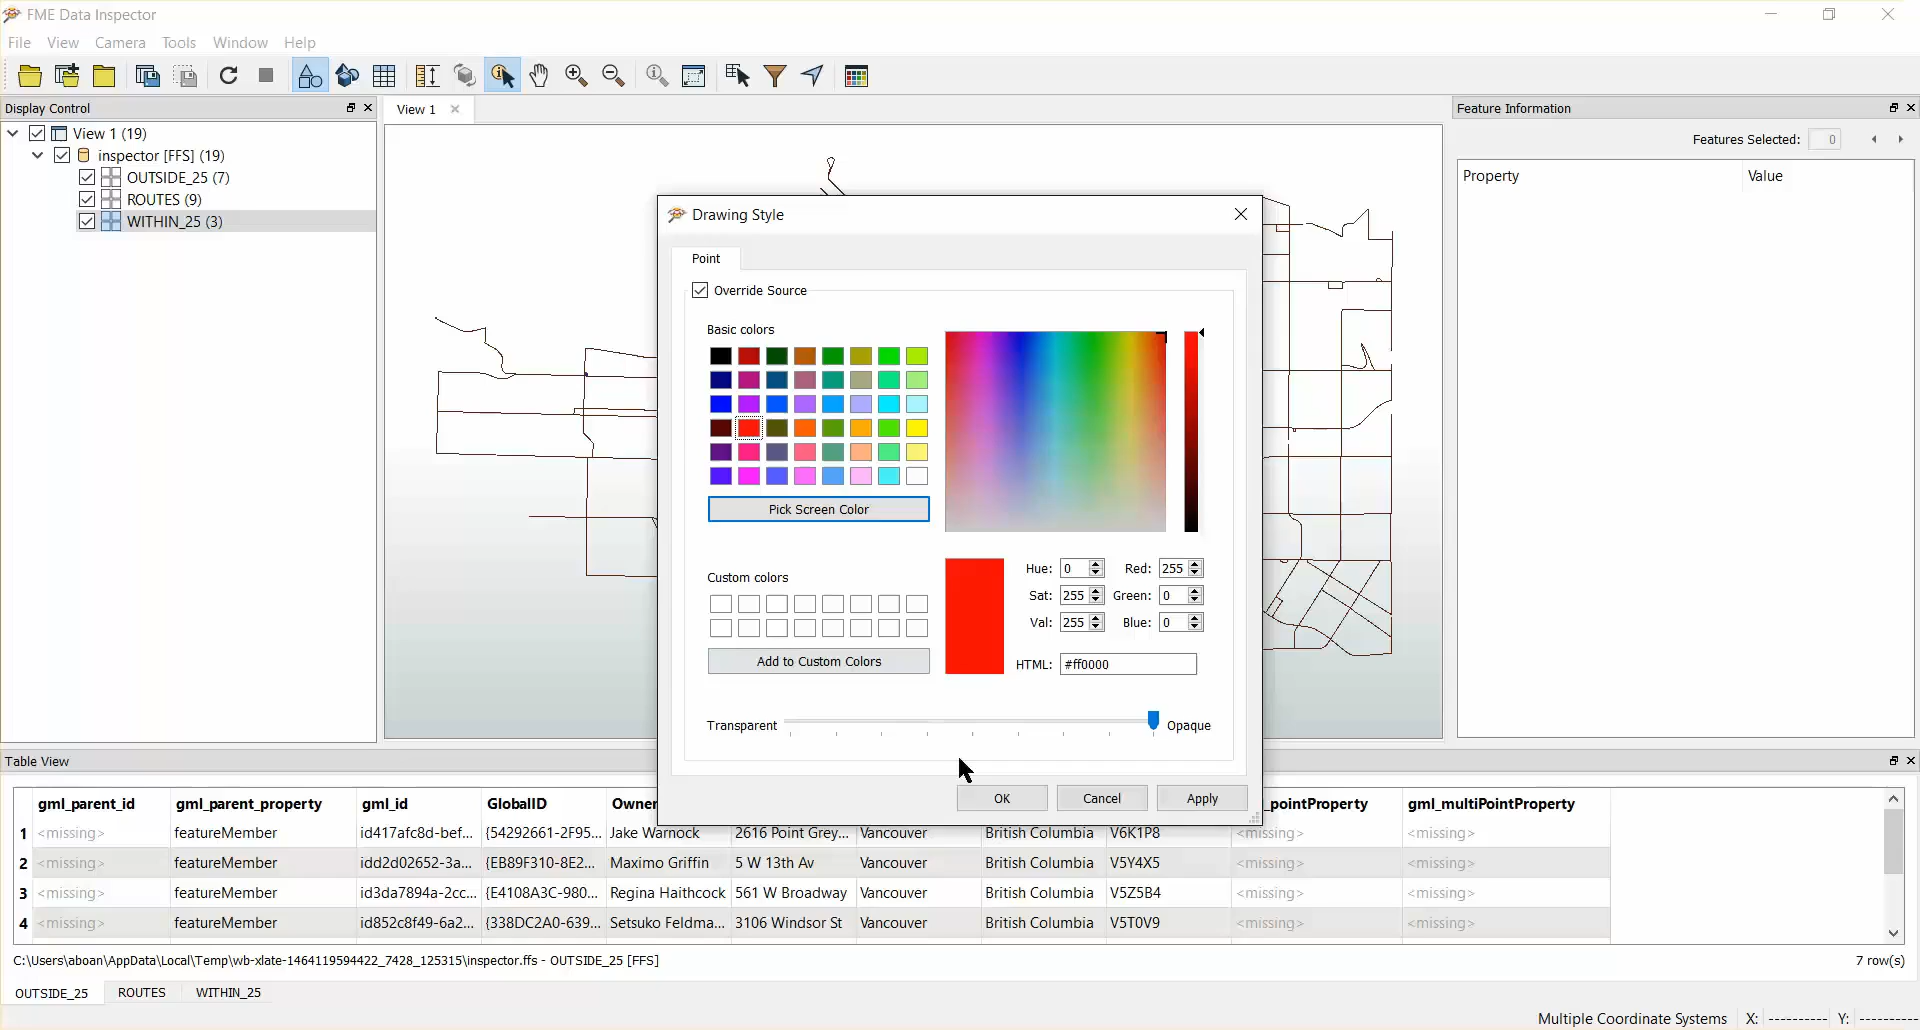 FME Data Inspector
File View Camera Tools Window Help
Display Control
View 1 (19)
inspector [FFS] (19)
OUTSIDE_25 (7)
ROUTES (9)
WITHIN_25 (3)
View 1
Feature Information
Features Selected: 0
Property Value
Drawing Style
Point
Override Source
Basic colors
Pick Screen Color
Custom colors
Add to Custom Colors
Hue: 0 Red: 255
Sat: 255 Green: 0
Val: 255 Blue: 0
HTML: #ff0000
Transparent Opaque
OK Cancel Apply
Table View
gml_parent_id gml_parent_property gml_id GlobalID Owner _pointProperty gml_multiPointProperty
1 <missing> featureMember id417afc8d-bef... {54292661-2F95... Jake Warnock 2616 Point Grey... Vancouver British Columbia V6K1P8 <missing> <missing>
2 <missing> featureMember idd2d02652-3a... {EB89F310-8E2... Maximo Griffin 5 W 13th Av Vancouver British Columbia V5Y4X5 <missing> <missing>
3 <missing> featureMember id3da7894a-2cc... {E4108A3C-980... Regina Haithcock 561 W Broadway Vancouver British Columbia V5Z5B4 <missing> <missing>
4 <missing> featureMember id852c8f49-6a2... {338DC2A0-639... Setsuko Feldma... 3106 Windsor St Vancouver British Columbia V5T0V9 <missing> <missing>
C:\Users\aboan\AppData\Local\Temp\wb-xlate-1464119594422_7428_125315\inspector.ffs - OUTSIDE_25 [FFS] 7 row(s)
OUTSIDE_25 ROUTES WITHIN_25
Multiple Coordinate Systems X: ---------- Y: ----------